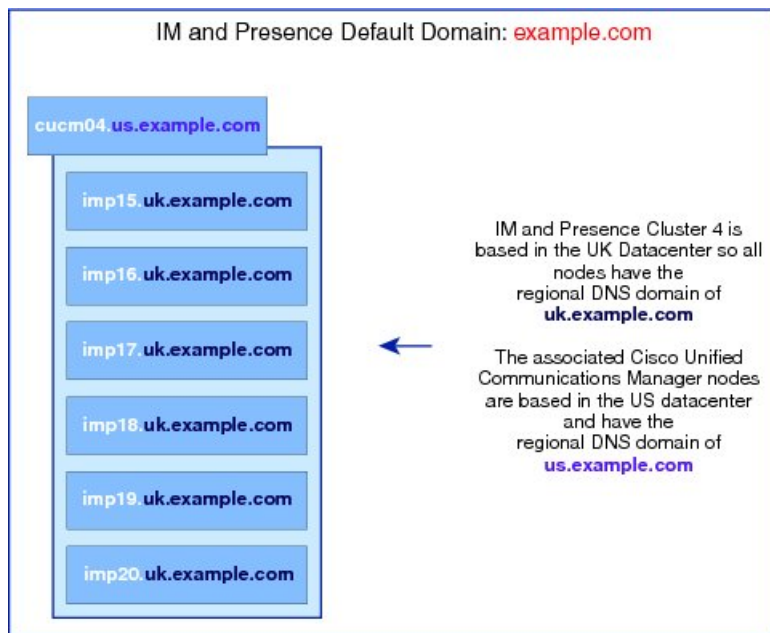 IM and Presence Default Domain: example.com
cucm04.us.example.com
imp15.uk.example.com
imp16.uk.example.com
imp17.uk.example.com
imp18.uk.example.com
imp19.uk.example.com
imp20.uk.example.com
IM and Presence Cluster 4 is
based in the UK Datacenter so all
nodes have the
regional DNS domain of
uk.example.com
The associated Cisco Unified
Communications Manager nodes
are based in the US datacenter
and have the
regional DNS domain of
us.example.com